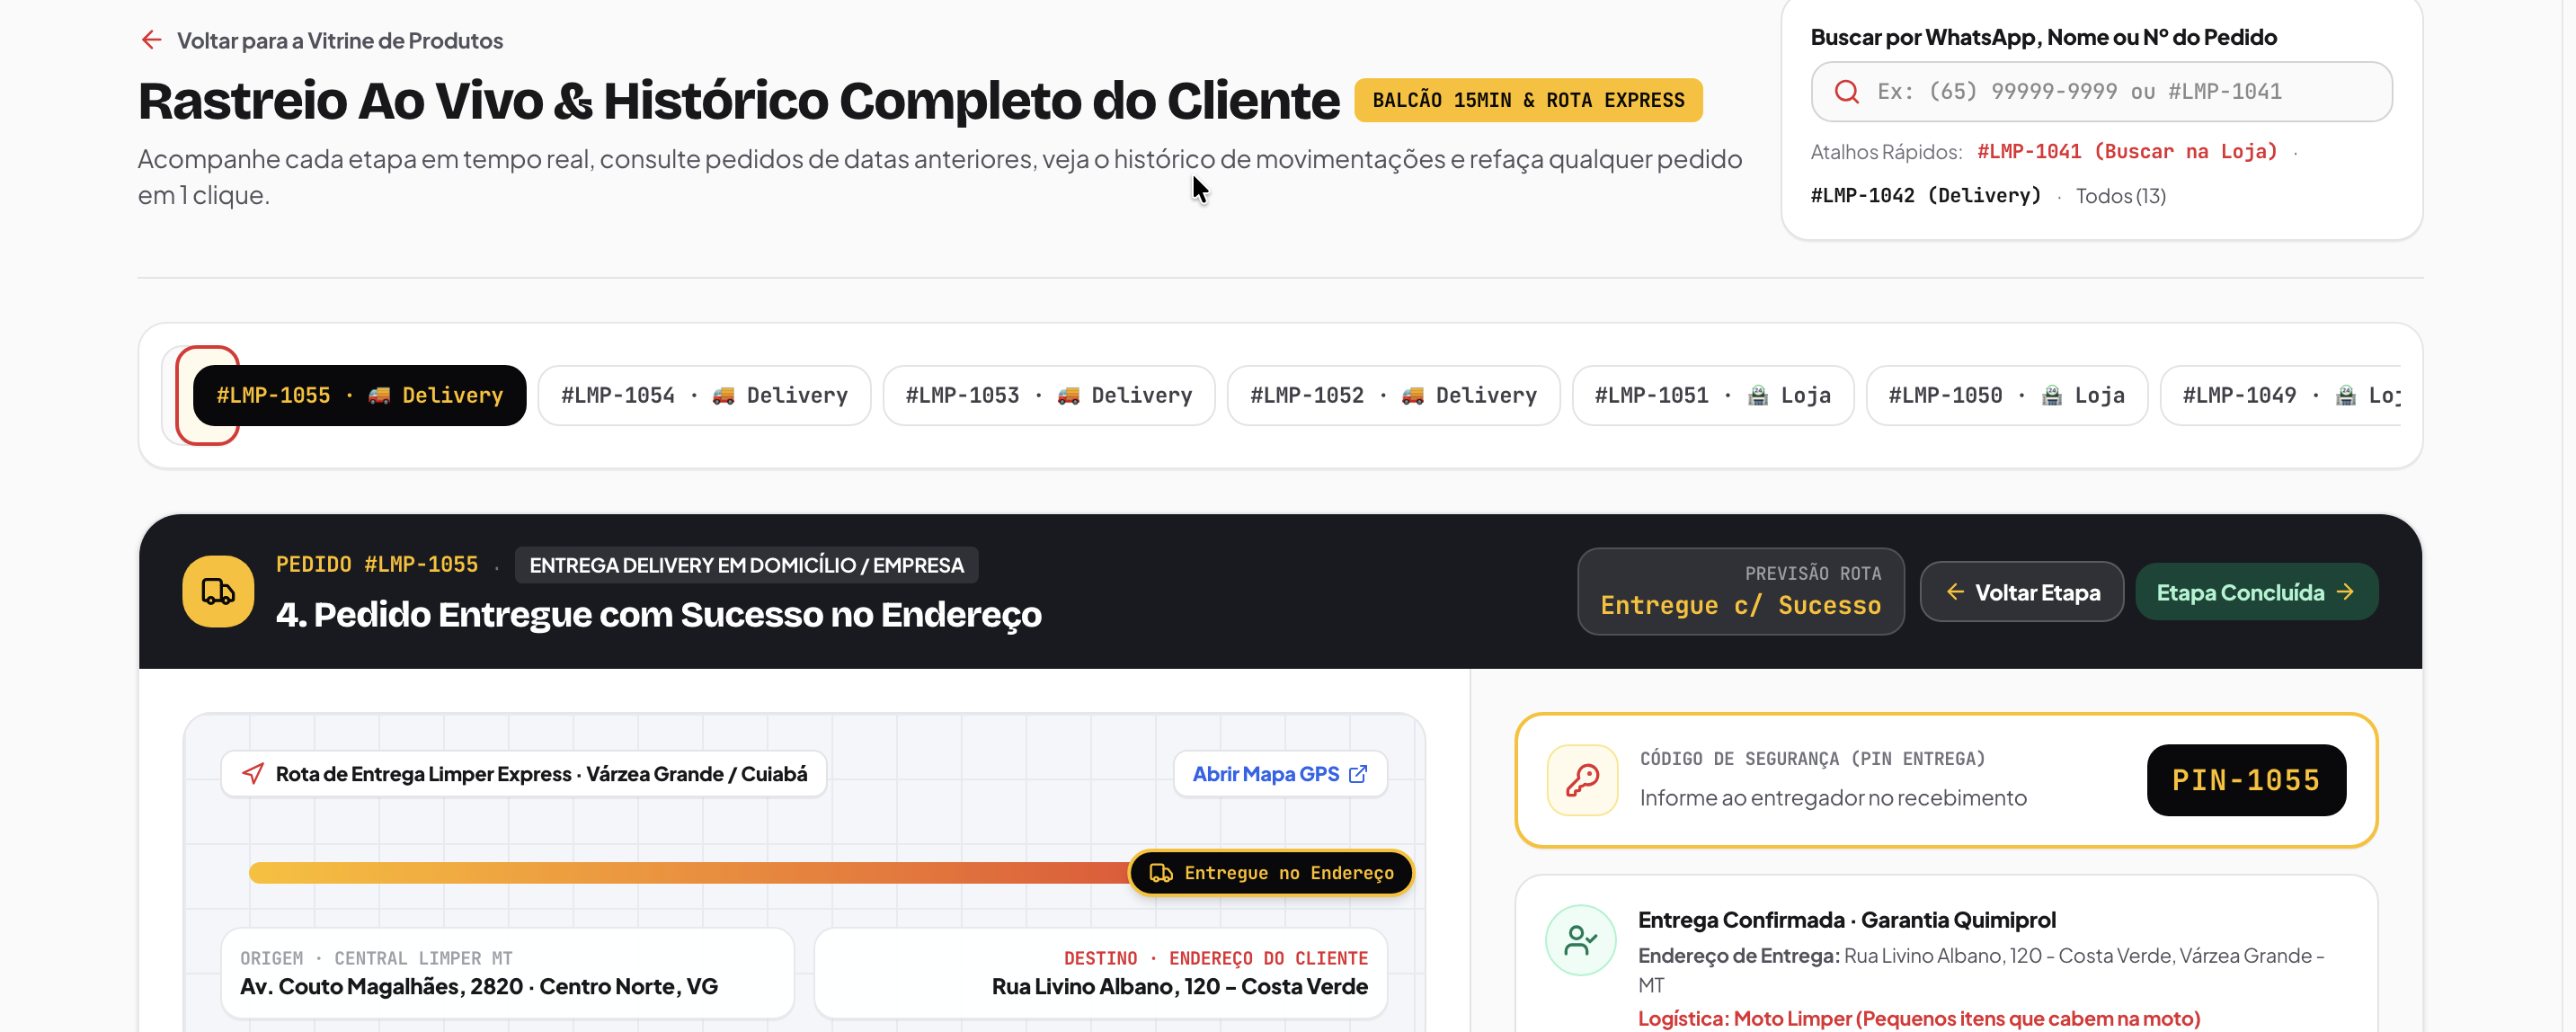 Voltar para a Vitrine de Produtos
Rastreio Ao Vivo & Histórico Completo do Cliente
BALCÃO 15MIN & ROTA EXPRESS
Acompanhe cada etapa em tempo real, consulte pedidos de datas anteriores, veja o histórico de movimentações e refaça qualquer pedido
em 1 clique.
Buscar por WhatsApp, Nome ou Nº do Pedido
Ex: (65) 99999-9999 ou #LMP-1041
Atalhos Rápidos: #LMP-1041 (Buscar na Loja) ·
#LMP-1042 (Delivery) · Todos (13)
#LMP-1055 · 🚚 Delivery
#LMP-1054 · 🚚 Delivery
#LMP-1053 · 🚚 Delivery
#LMP-1052 · 🚚 Delivery
#LMP-1051 · 🏪 Loja
#LMP-1050 · 🏪 Loja
#LMP-1049 · 🏪 Loj
PEDIDO #LMP-1055 · ENTREGA DELIVERY EM DOMICÍLIO / EMPRESA
4. Pedido Entregue com Sucesso no Endereço
PREVISÃO ROTA
Entregue c/ Sucesso
← Voltar Etapa
Etapa Concluída →
Rota de Entrega Limper Express · Várzea Grande / Cuiabá
Abrir Mapa GPS
Entregue no Endereço
ORIGEM · CENTRAL LIMPER MT
Av. Couto Magalhães, 2820 · Centro Norte, VG
DESTINO · ENDEREÇO DO CLIENTE
Rua Livino Albano, 120 – Costa Verde
CÓDIGO DE SEGURANÇA (PIN ENTREGA)
Informe ao entregador no recebimento
PIN-1055
Entrega Confirmada · Garantia Quimiprol
Endereço de Entrega: Rua Livino Albano, 120 - Costa Verde, Várzea Grande -
MT
Logística: Moto Limper (Pequenos itens que cabem na moto)